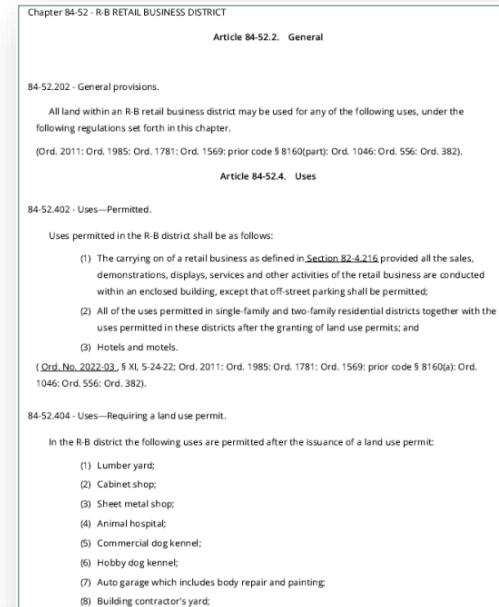 Chapter 84-52 - R-B RETAIL BUSINESS DISTRICT
Article 84-52.2. General
84-52.202 - General provisions.
All land within an R-B retail business district may be used for any of the following uses, under the
following regulations set forth in this chapter.
(Ord. 2011: Ord. 1985: Ord. 1781: Ord. 1569: prior code § 8160(part): Ord. 1046: Ord. 556: Ord. 382).
Article 84-52.4. Uses
84-52.402 - Uses—Permitted.
Uses permitted in the R-B district shall be as follows:
(1) The carrying on of a retail business as defined in Section 82-4.216 provided all the sales,
demonstrations, displays, services and other activities of the retail business are conducted
within an enclosed building, except that off-street parking shall be permitted;
(2) All of the uses permitted in single-family and two-family residential districts together with the
uses permitted in these districts after the granting of land use permits; and
(3) Hotels and motels.
( Ord. No. 2022-03 , § XI, 5-24-22; Ord. 2011: Ord. 1985: Ord. 1781: Ord. 1569: prior code § 8160(a): Ord.
1046: Ord. 556: Ord. 382).
84-52.404 - Uses—Requiring a land use permit.
In the R-B district the following uses are permitted after the issuance of a land use permit:
(1) Lumber yard;
(2) Cabinet shop;
(3) Sheet metal shop;
(4) Animal hospital;
(5) Commercial dog kennel;
(6) Hobby dog kennel;
(7) Auto garage which includes body repair and painting;
(8) Building contractor's yard;